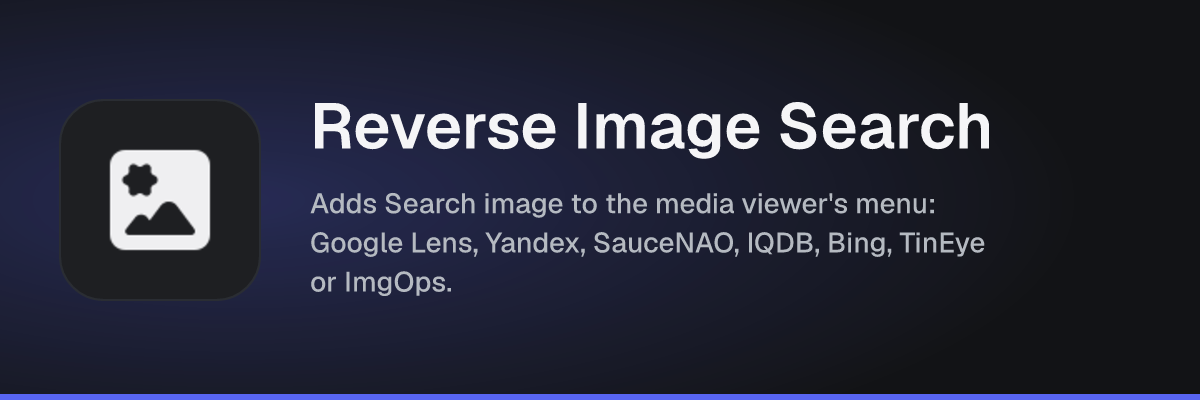 Reverse Image Search
Adds Search image to the media viewer's menu:
Google Lens, Yandex, SauceNAO, IQDB, Bing, TinEye
or ImgOps.